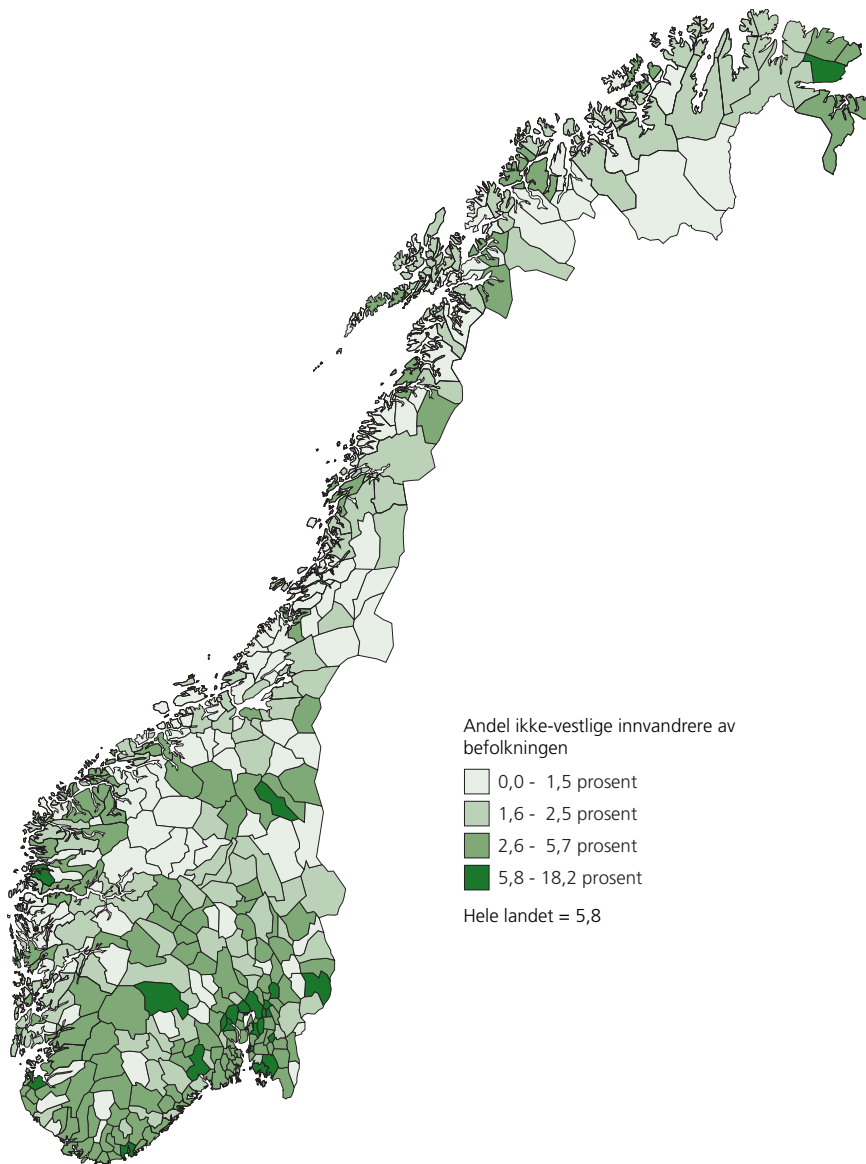 Andel ikke-vestlige innvandrere av
befolkningen
0,0 - 1,5 prosent
1,6 - 2,5 prosent
2,6 - 5,7 prosent
5,8 - 18,2 prosent
Hele landet = 5,8